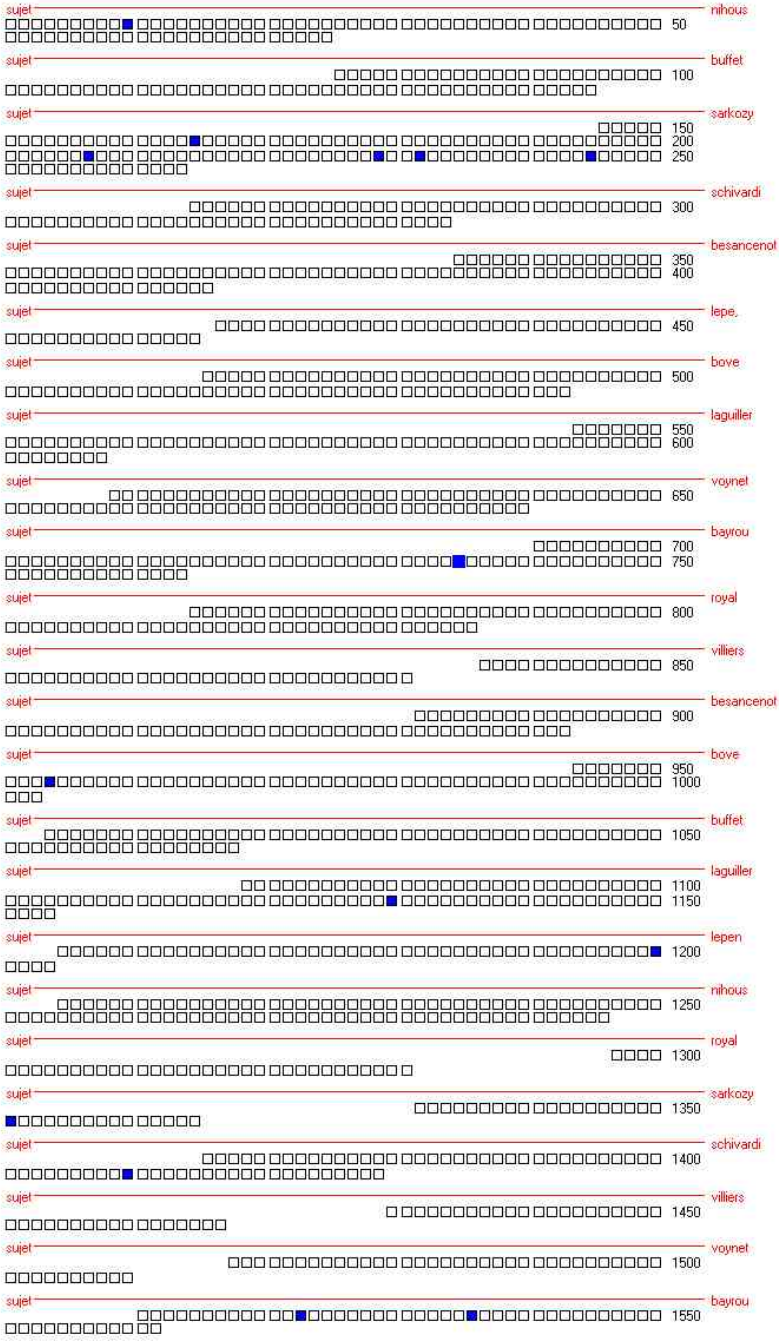 sujet nihous
50
sujet buffet
100
sujet sarkozy
150
200
250
sujet schivardi
300
sujet besancenot
350
400
sujet lepe,
450
sujet bove
500
sujet laguiller
550
600
sujet voynet
650
sujet bayrou
700
750
sujet royal
800
sujet villiers
850
sujet besancenot
900
sujet bove
950
1000
sujet buffet
1050
sujet laguiller
1100
1150
sujet lepen
1200
sujet nihous
1250
sujet royal
1300
sujet sarkozy
1350
sujet schivardi
1400
sujet villiers
1450
sujet voynet
1500
sujet bayrou
1550